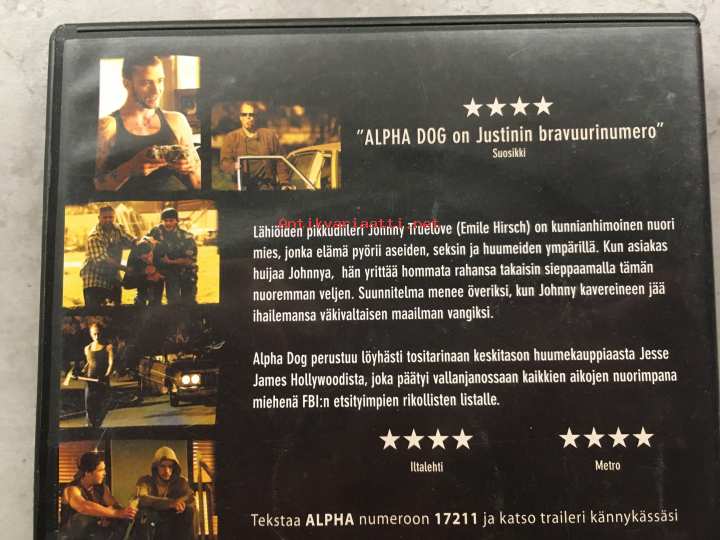 "ALPHA DOG on Justinin bravuurinumero"
Suosikki
Antikvariaatti.net
Lähiöiden pikkudiileri Johnny Truelove (Emile Hirsch) on kunnianhimoinen nuori
mies, jonka elämä pyörii aseiden, seksin ja huumeiden ympärillä. Kun asiakas
huijaa Johnnya, hän yrittää hommata rahansa takaisin sieppaamalla tämän
nuoremman veljen. Suunnitelma menee överiksi, kun Johnny kavereineen jää
ihailemansa väkivaltaisen maailman vangiksi.
Alpha Dog perustuu löyhästi tositarinaan keskitason huumekauppiaasta Jesse
James Hollywoodista, joka päätyi vallanjanossaan kaikkien aikojen nuorimpana
miehenä FBI:n etsityimpien rikollisten listalle.
Iltalehti
Metro
Tekstaa ALPHA numeroon 17211 ja katso traileri kännykässäsi